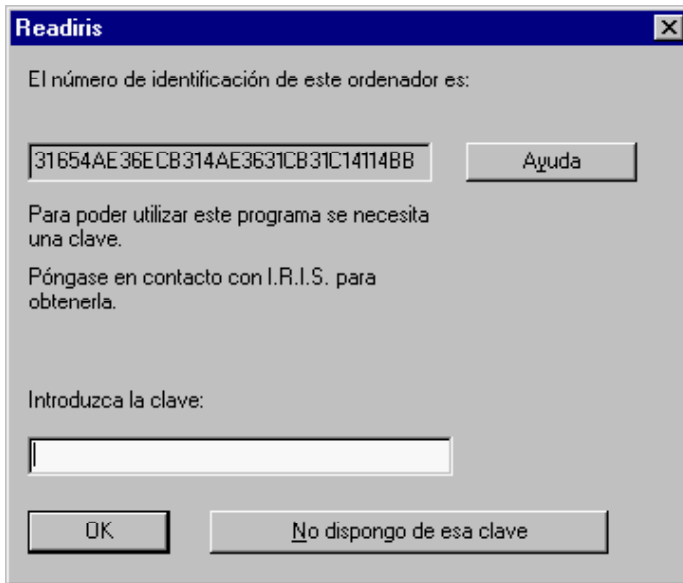 Readiris
El número de identificación de este ordenador es:
31654AE36ECB314AE3631CB31C14114BB
Ayuda
Para poder utilizar este programa se necesita
una clave.
Póngase en contacto con I.R.I.S. para
obtenerla.
Introduzca la clave:
OK
No dispongo de esa clave